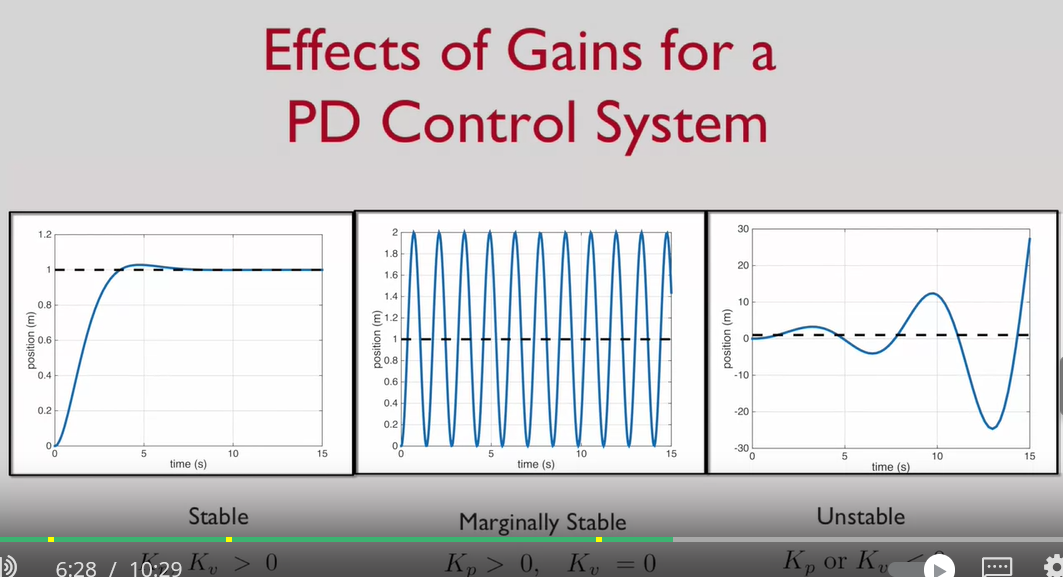 Effects of Gains for a
PD Control System
1.2
1
0.8
0.6
0.4
0.2
0
0 5 10 15
position (m)
time (s)
2
1.8
1.6
1.4
1.2
1
0.8
0.6
0.4
0.2
0
0 5 10 15
position (m)
time (s)
30
20
10
0
-10
-20
-30
0 5 10 15
position (m)
time (s)
Stable
Marginally Stable
Unstable
K_v > 0
K_p > 0, K_v = 0
K_p or K_v
6:28 / 10:29